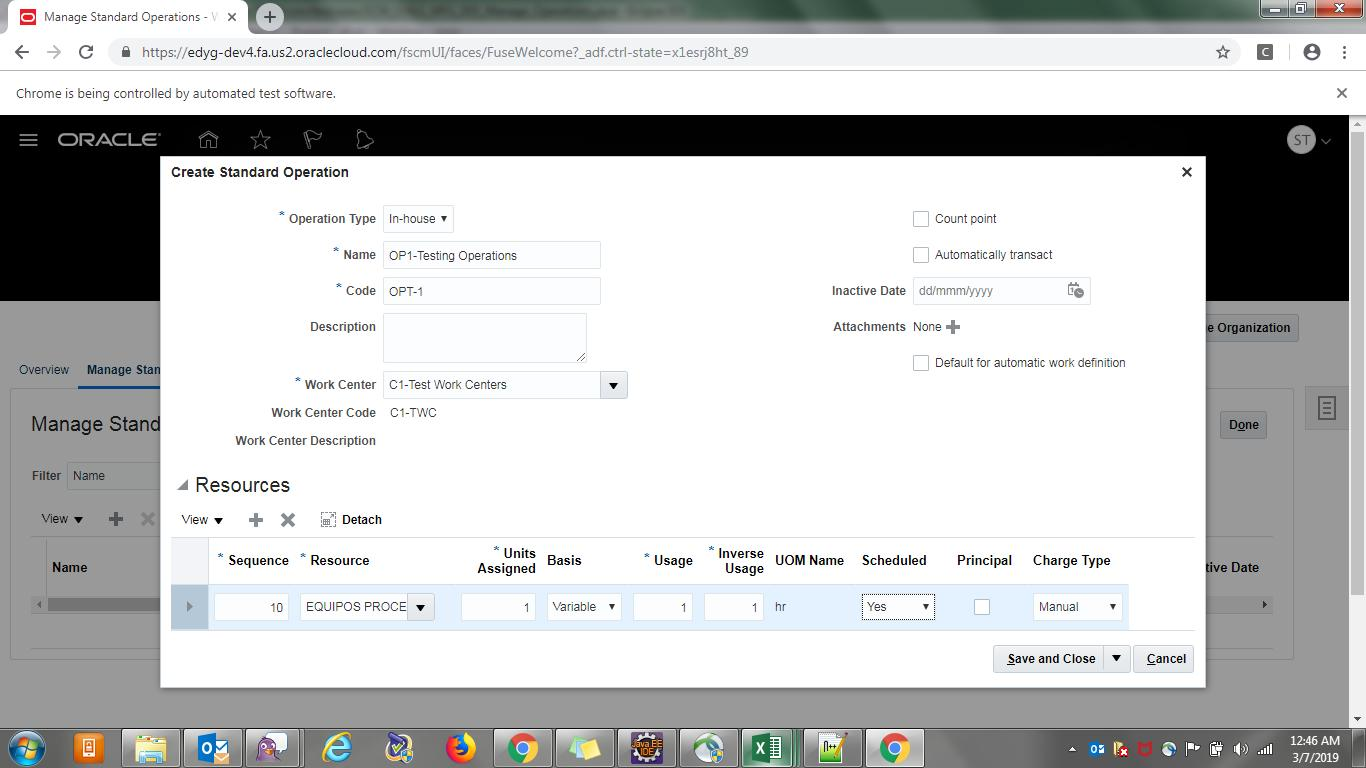 Manage Standard Operations - W
https://edyg-dev4.fa.us2.oraclecloud.com/fscmUI/faces/FuseWelcome?_adf.ctrl-state=x1esrj8ht_89
C
Chrome is being controlled by automated test software.
ORACLE
ST
Create Standard Operation
* Operation Type In-house
Count point
* Name OP1-Testing Operations
Automatically transact
* Code OPT-1
Inactive Date dd/mmm/yyyy
Description
Attachments None
e Organization
Default for automatic work definition
Overview Manage Stan
* Work Center C1-Test Work Centers
Work Center Code C1-TWC
Manage Stand
Done
Work Center Description
Filter Name
Resources
View
View Detach
* Sequence * Resource * Units Assigned Basis * Usage * Inverse Usage UOM Name Scheduled Principal Charge Type
Name
tive Date
10 EQUIPOS PROCE 1 Variable 1 1 hr Yes Manual
Save and Close Cancel
Java EE
IDE
N++
12:46 AM
3/7/2019